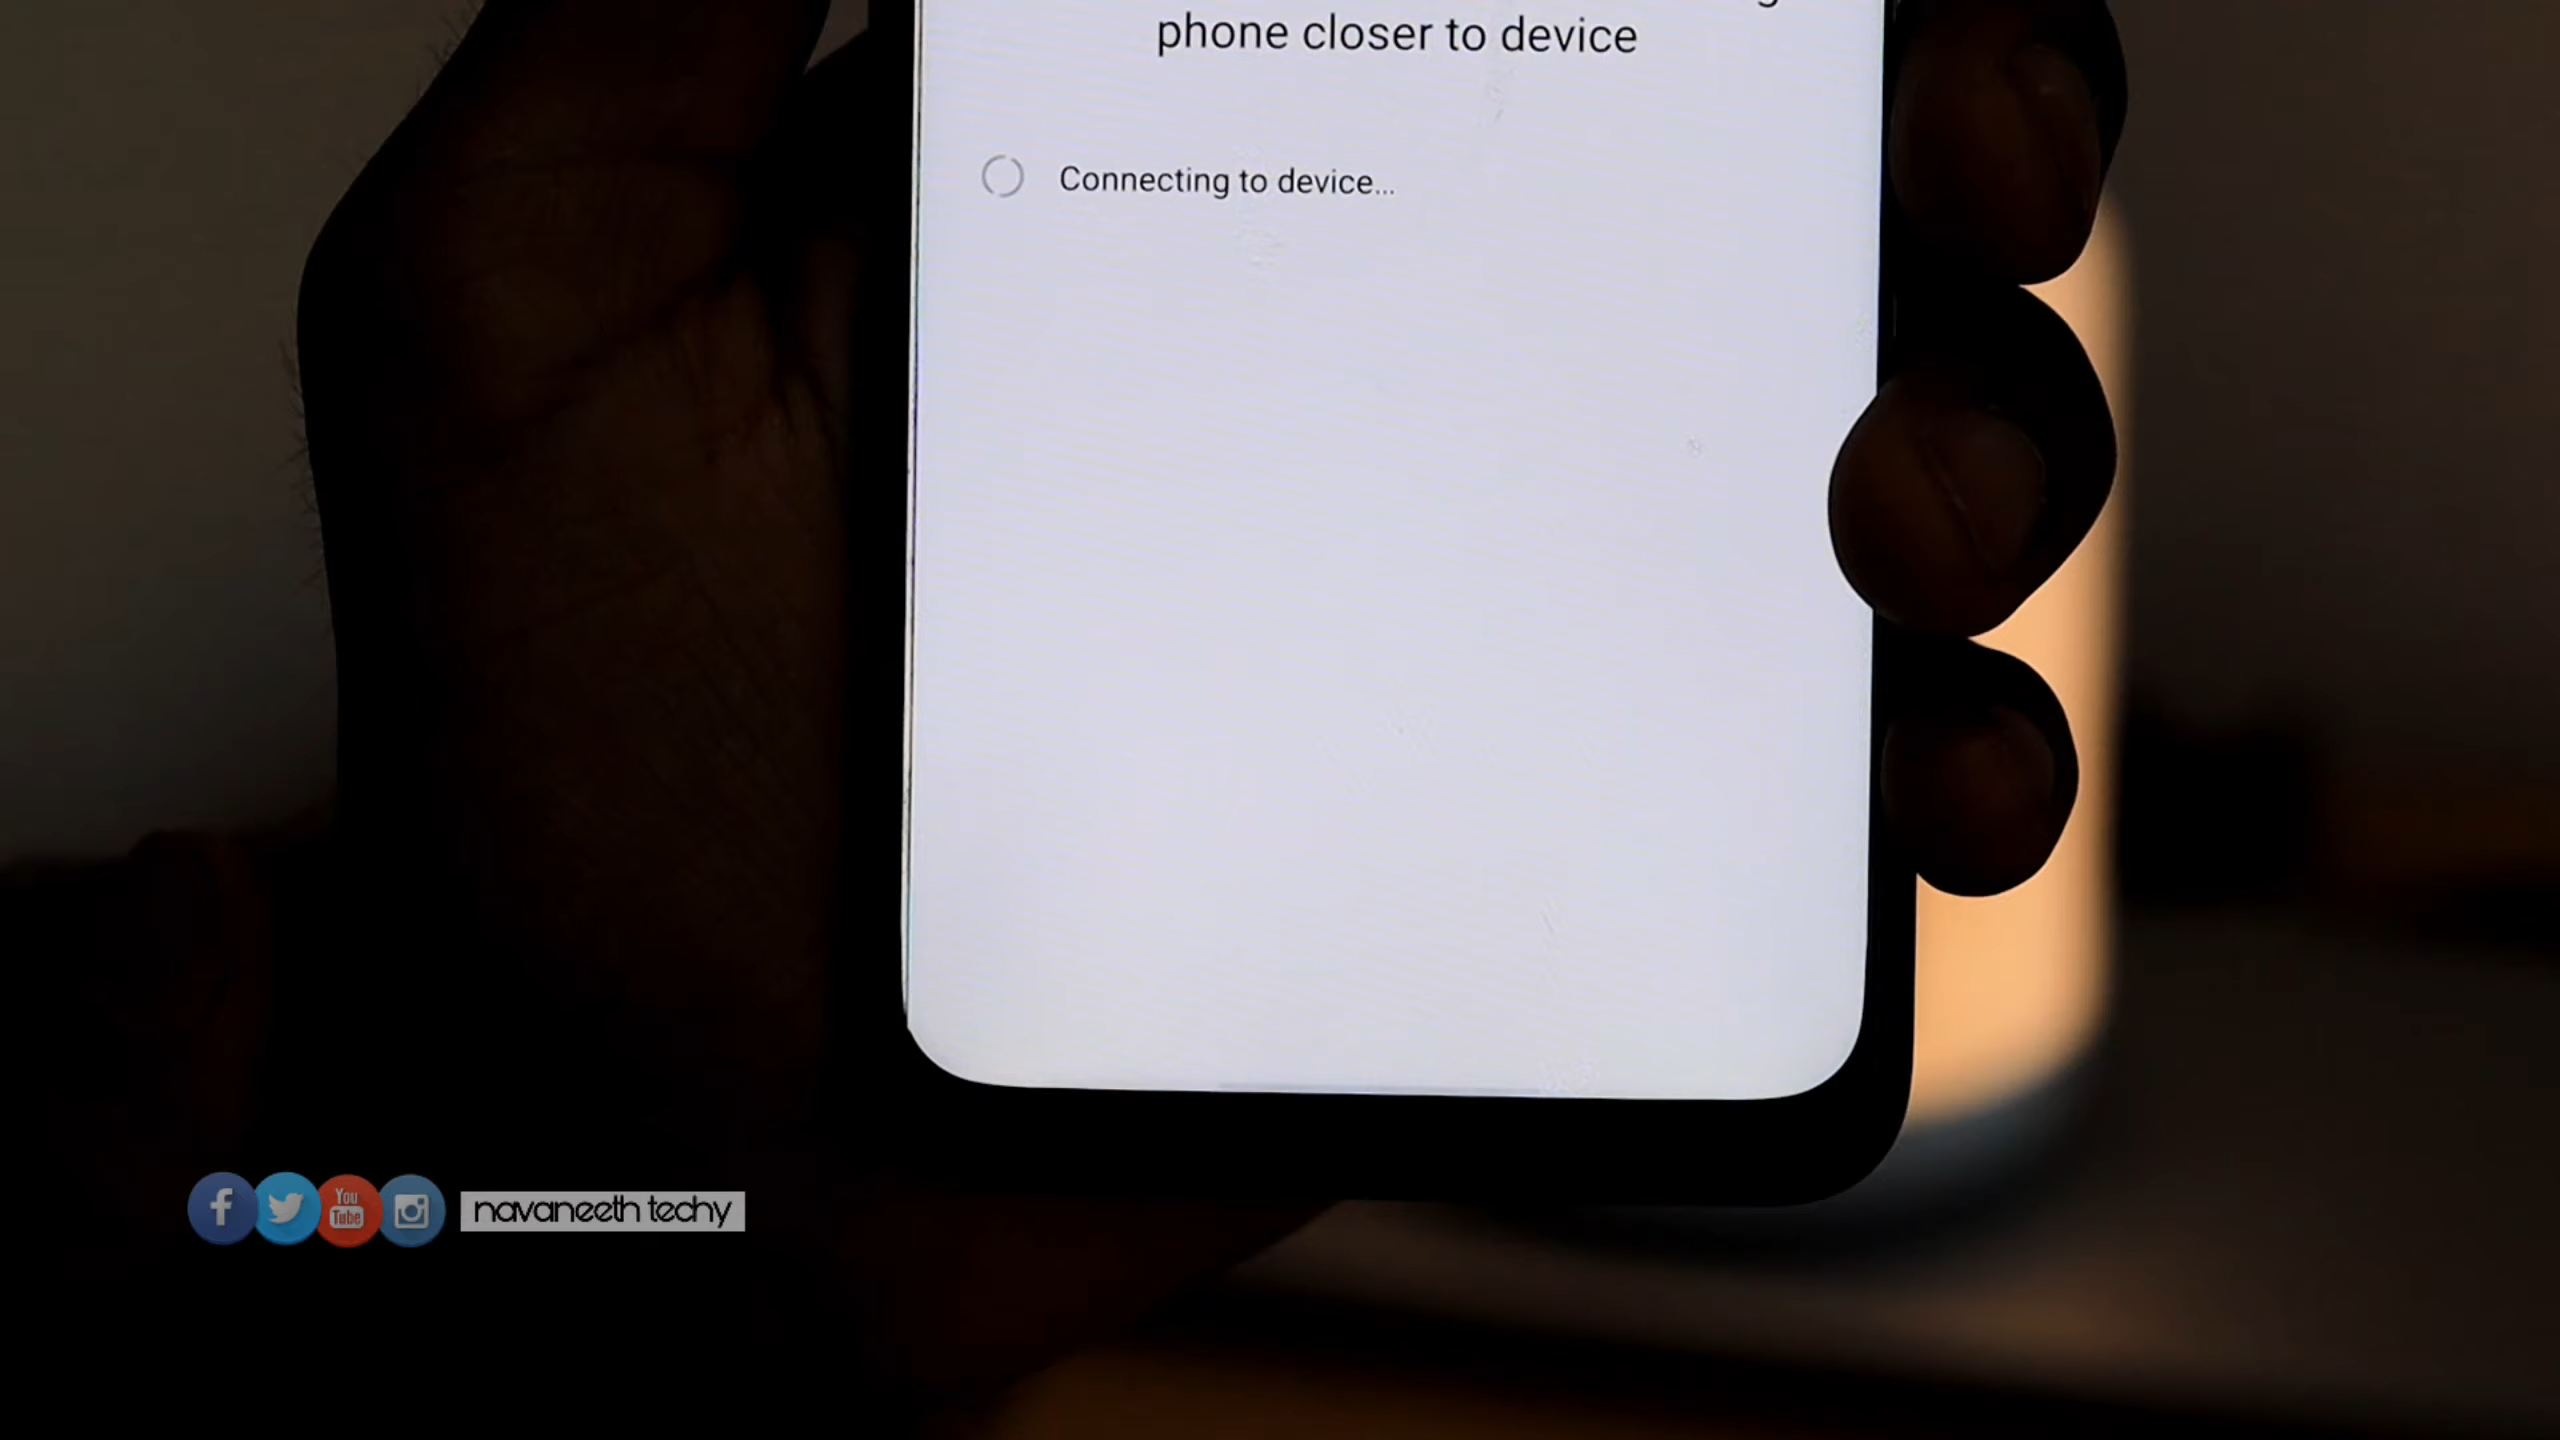 phone closer to device
Connecting to device...
f
You
Tube
navaneeth techy